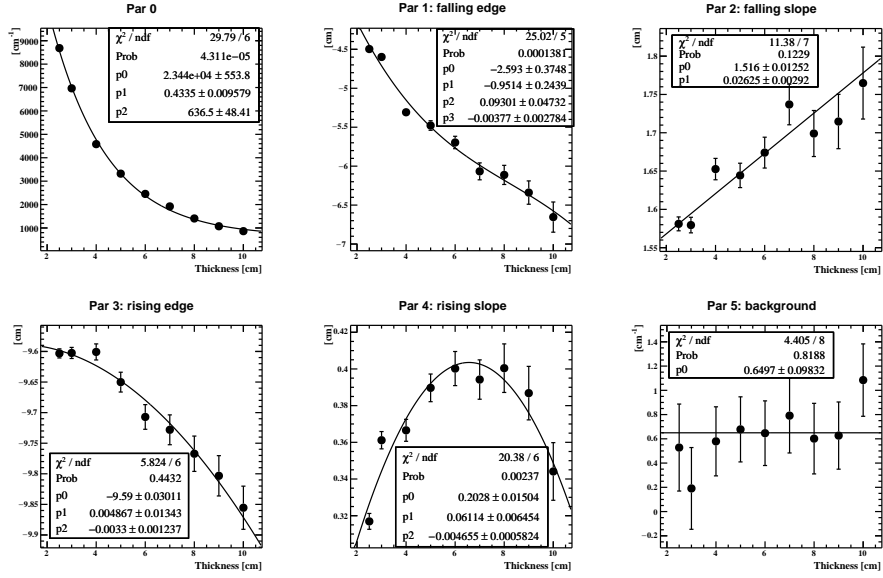 Par 0
[cm⁻¹]
χ² / ndf 29.79 / 6
Prob 4.311e−05
p0 2.344e+04 ± 553.8
p1 0.4335 ± 0.009579
p2 636.5 ± 48.41
9000
8000
7000
6000
5000
4000
3000
2000
1000
2 4 6 8 10
Thickness [cm]
Par 1: falling edge
[cm]
χ² / ndf 25.02 / 5
Prob 0.0001381
p0 −2.593 ± 0.3748
p1 −0.9514 ± 0.2439
p2 0.09301 ± 0.04732
p3 −0.00377 ± 0.002784
−4.5
−5
−5.5
−6
−6.5
−7
2 4 6 8 10
Thickness [cm]
Par 2: falling slope
[cm]
χ² / ndf 11.38 / 7
Prob 0.1229
p0 1.516 ± 0.01252
p1 0.02625 ± 0.00292
1.8
1.75
1.7
1.65
1.6
1.55
2 4 6 8 10
Thickness [cm]
Par 3: rising edge
[cm]
−9.6
−9.65
−9.7
−9.75
−9.8
−9.85
−9.9
χ² / ndf 5.824 / 6
Prob 0.4432
p0 −9.59 ± 0.03011
p1 0.004867 ± 0.01343
p2 −0.0033 ± 0.001237
2 4 6 8 10
Thickness [cm]
Par 4: rising slope
[cm]
0.42
0.4
0.38
0.36
0.34
0.32
χ² / ndf 20.38 / 6
Prob 0.00237
p0 0.2028 ± 0.01504
p1 0.06114 ± 0.006454
p2 −0.004655 ± 0.0005824
2 4 6 8 10
Thickness [cm]
Par 5: background
[cm]
χ² / ndf 4.405 / 8
Prob 0.8188
p0 0.6497 ± 0.09832
1.4
1.2
1
0.8
0.6
0.4
0.2
0
−0.2
2 4 6 8 10
Thickness [cm]